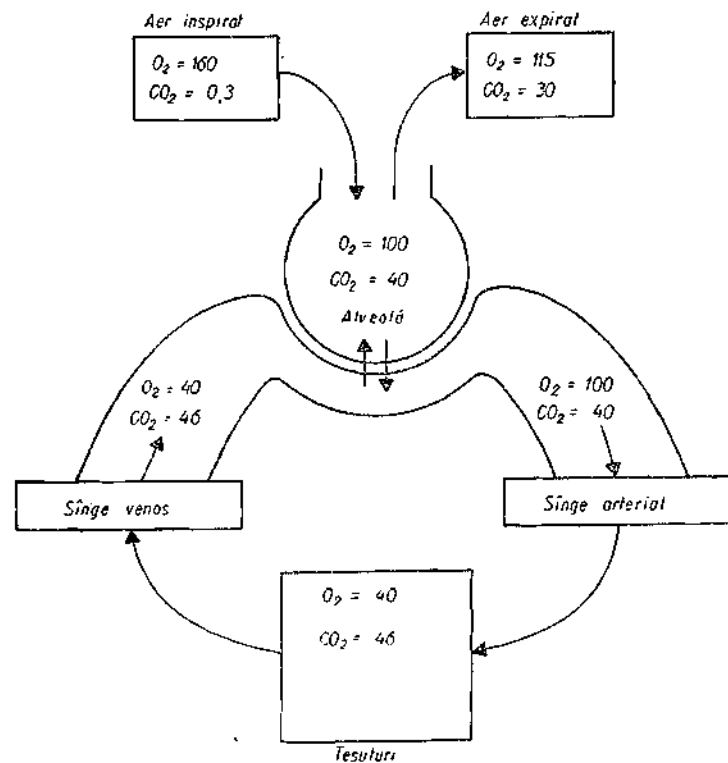 Aer inspirat
O₂ = 160
CO₂ = 0,3
Aer expirat
O₂ = 115
CO₂ = 30
O₂ = 100
CO₂ = 40
Alveolă
O₂ = 40
CO₂ = 46
O₂ = 100
CO₂ = 40
Sînge venos
Sînge arterial
O₂ = 40
CO₂ = 46
Tesuturi